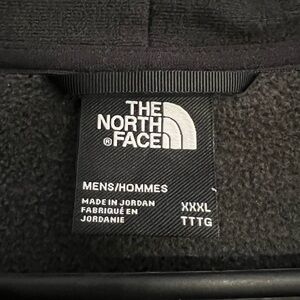 THE
NORTH
® FACE
MENS/HOMMES
MADE IN JORDAN
FABRIQUÉ EN
JORDANIE
XXXL
TTTG